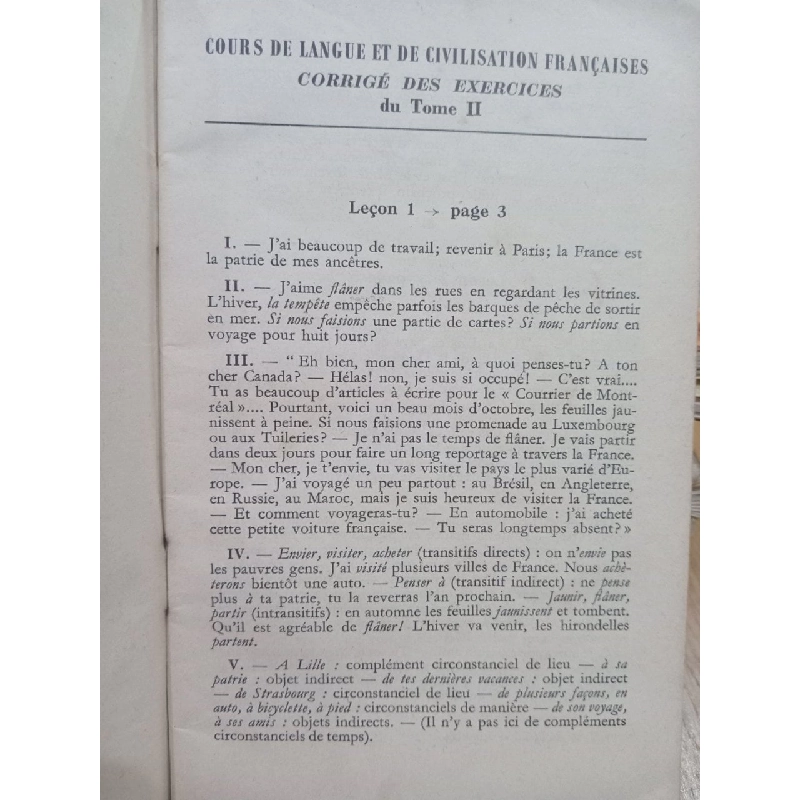 COURS DE LANGUE ET DE CIVILISATION FRANÇAISES
CORRIGÉ DES EXERCICES
du Tome II
Leçon 1 → page 3
I. — J'ai beaucoup de travail; revenir à Paris; la France est
la patrie de mes ancêtres.
II. — J'aime flâner dans les rues en regardant les vitrines.
L'hiver, la tempête empêche parfois les barques de pêche de sortir
en mer. Si nous faisions une partie de cartes? Si nous partions en
voyage pour huit jours?
III. — “ Eh bien, mon cher ami, à quoi penses-tu? A ton
cher Canada? — Hélas! non, je suis si occupé! — C'est vrai....
Tu as beaucoup d'articles à écrire pour le « Courrier de Mont-
réal ».... Pourtant, voici un beau mois d'octobre, les feuilles jau-
nissent à peine. Si nous faisions une promenade au Luxembourg
ou aux Tuileries? — Je n'ai pas le temps de flâner. Je vais partir
dans deux jours pour faire un long reportage à travers la France.
— Mon cher, je t'envie, tu vas visiter le pays le plus varié d'Eu-
rope. — J'ai voyagé un peu partout : au Brésil, en Angleterre,
en Russie, au Maroc, mais je suis heureux de visiter la France.
— Et comment voyageras-tu? — En automobile : j'ai acheté
cette petite voiture française. — Tu seras longtemps absent?»
IV. — Envier, visiter, acheter (transitifs directs) : on n'envie pas
les pauvres gens. J'ai visité plusieurs villes de France. Nous achè-
terons bientôt une auto. — Penser à (transitif indirect) : ne pense
plus à ta patrie, tu la reverras l'an prochain. — Jaunir, flâner,
partir (intransitifs) : en automne les feuilles jaunissent et tombent.
Qu'il est agréable de flâner! L'hiver va venir, les hirondelles
partent.
V. — A Lille : complément circonstanciel de lieu — à sa
patrie : objet indirect — de tes dernières vacances : objet indirect
— de Strasbourg : circonstanciel de lieu — de plusieurs façons, en
auto, à bicyclette, à pied : circonstanciels de manière — de son voyage,
à ses amis : objets indirects. — (Il n'y a pas ici de compléments
circonstanciels de temps).